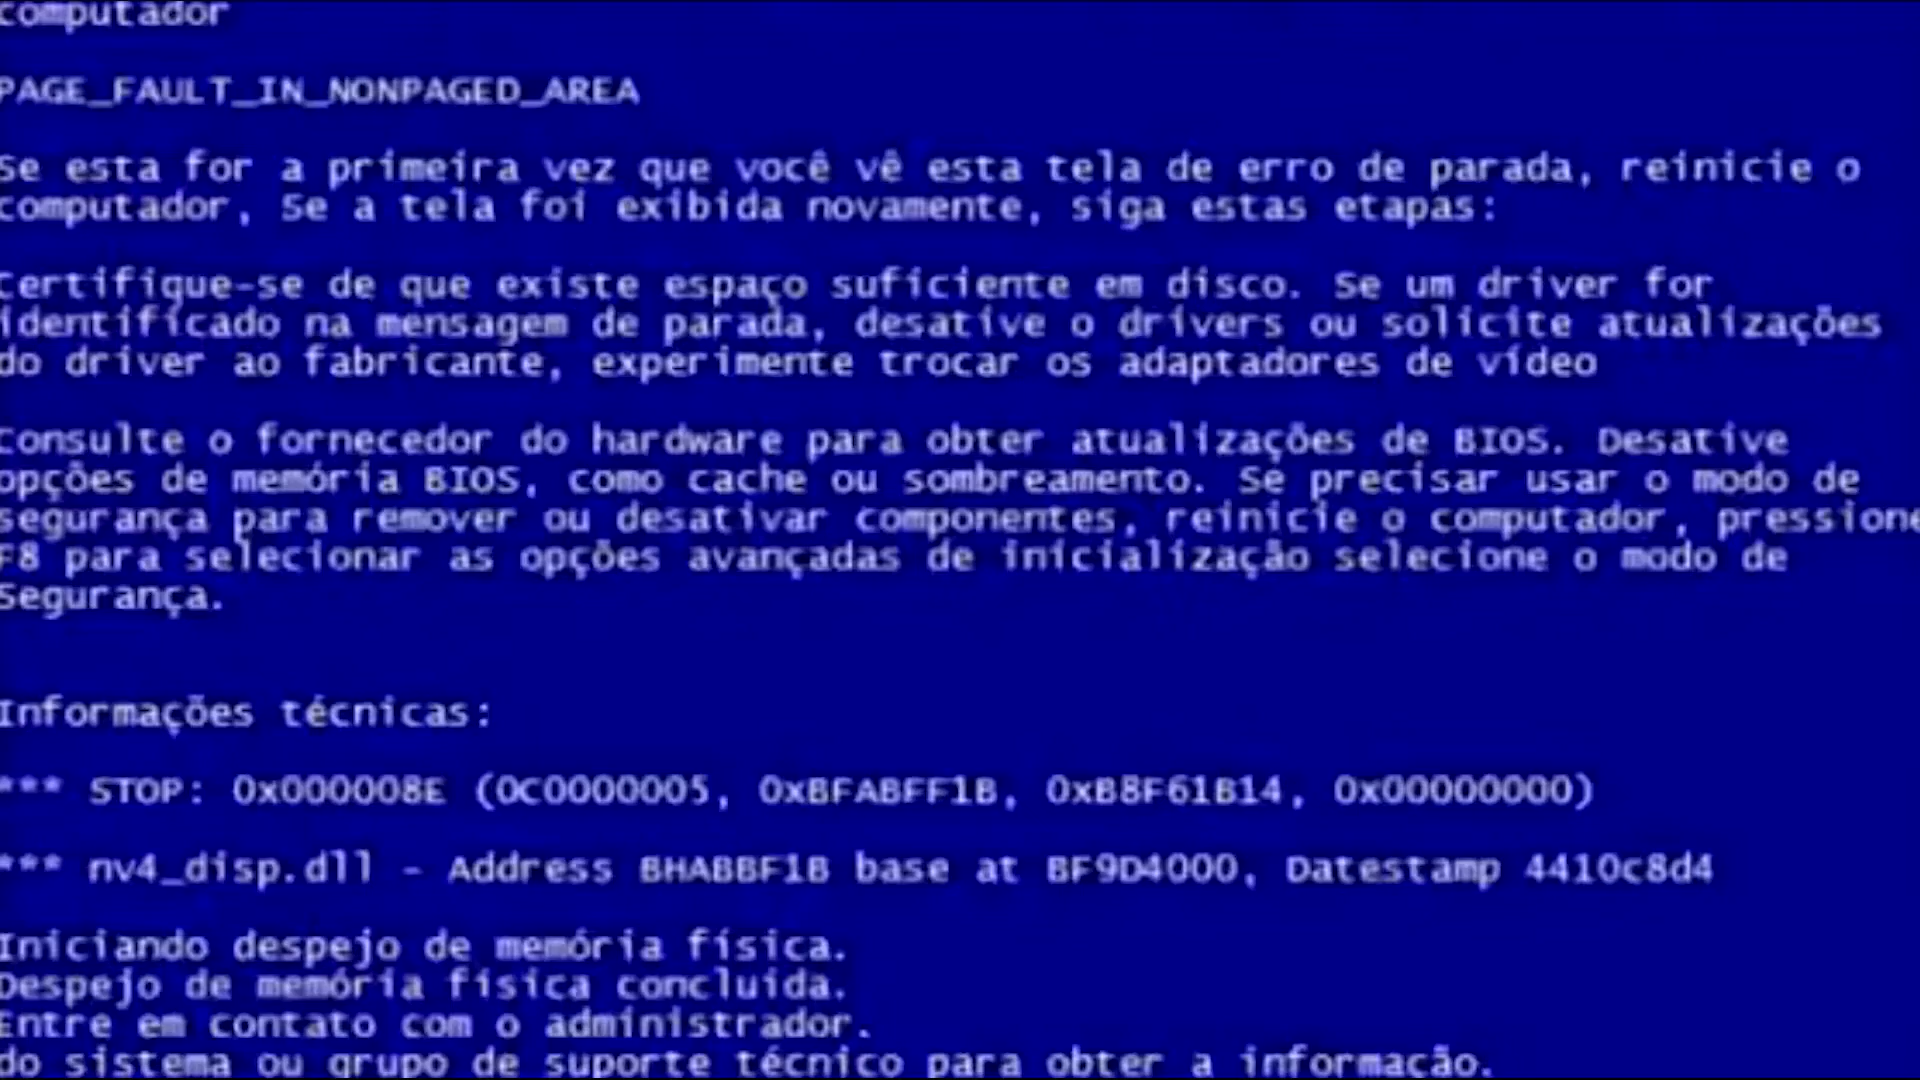 computador
PAGE_FAULT_IN_NONPAGED_AREA
Se esta for a primeira vez que você vê esta tela de erro de parada, reinicie o
computador, Se a tela foi exibida novamente, siga estas etapas:
Certifique-se de que existe espaço suficiente em disco. Se um driver for
identificado na mensagem de parada, desative o drivers ou solicite atualizações
do driver ao fabricante, experimente trocar os adaptadores de vídeo
Consulte o fornecedor do hardware para obter atualizações de BIOS. Desative
opções de memória BIOS, como cache ou sombreamento. Se precisar usar o modo de
segurança para remover ou desativar componentes, reinicie o computador, pressione
F8 para selecionar as opções avançadas de inicialização selecione o modo de
Segurança.
Informações técnicas:
*** STOP: 0x000008E (0C0000005, 0xBFABFF1B, 0xB8F61B14, 0x00000000)
*** nv4_disp.dll - Address BHABBF1B base at BF9D4000, Datestamp 4410c8d4
Iniciando despejo de memória física.
Despejo de memória física concluída.
Entre em contato com o administrador.
do sistema ou grupo de suporte técnico para obter a informação.